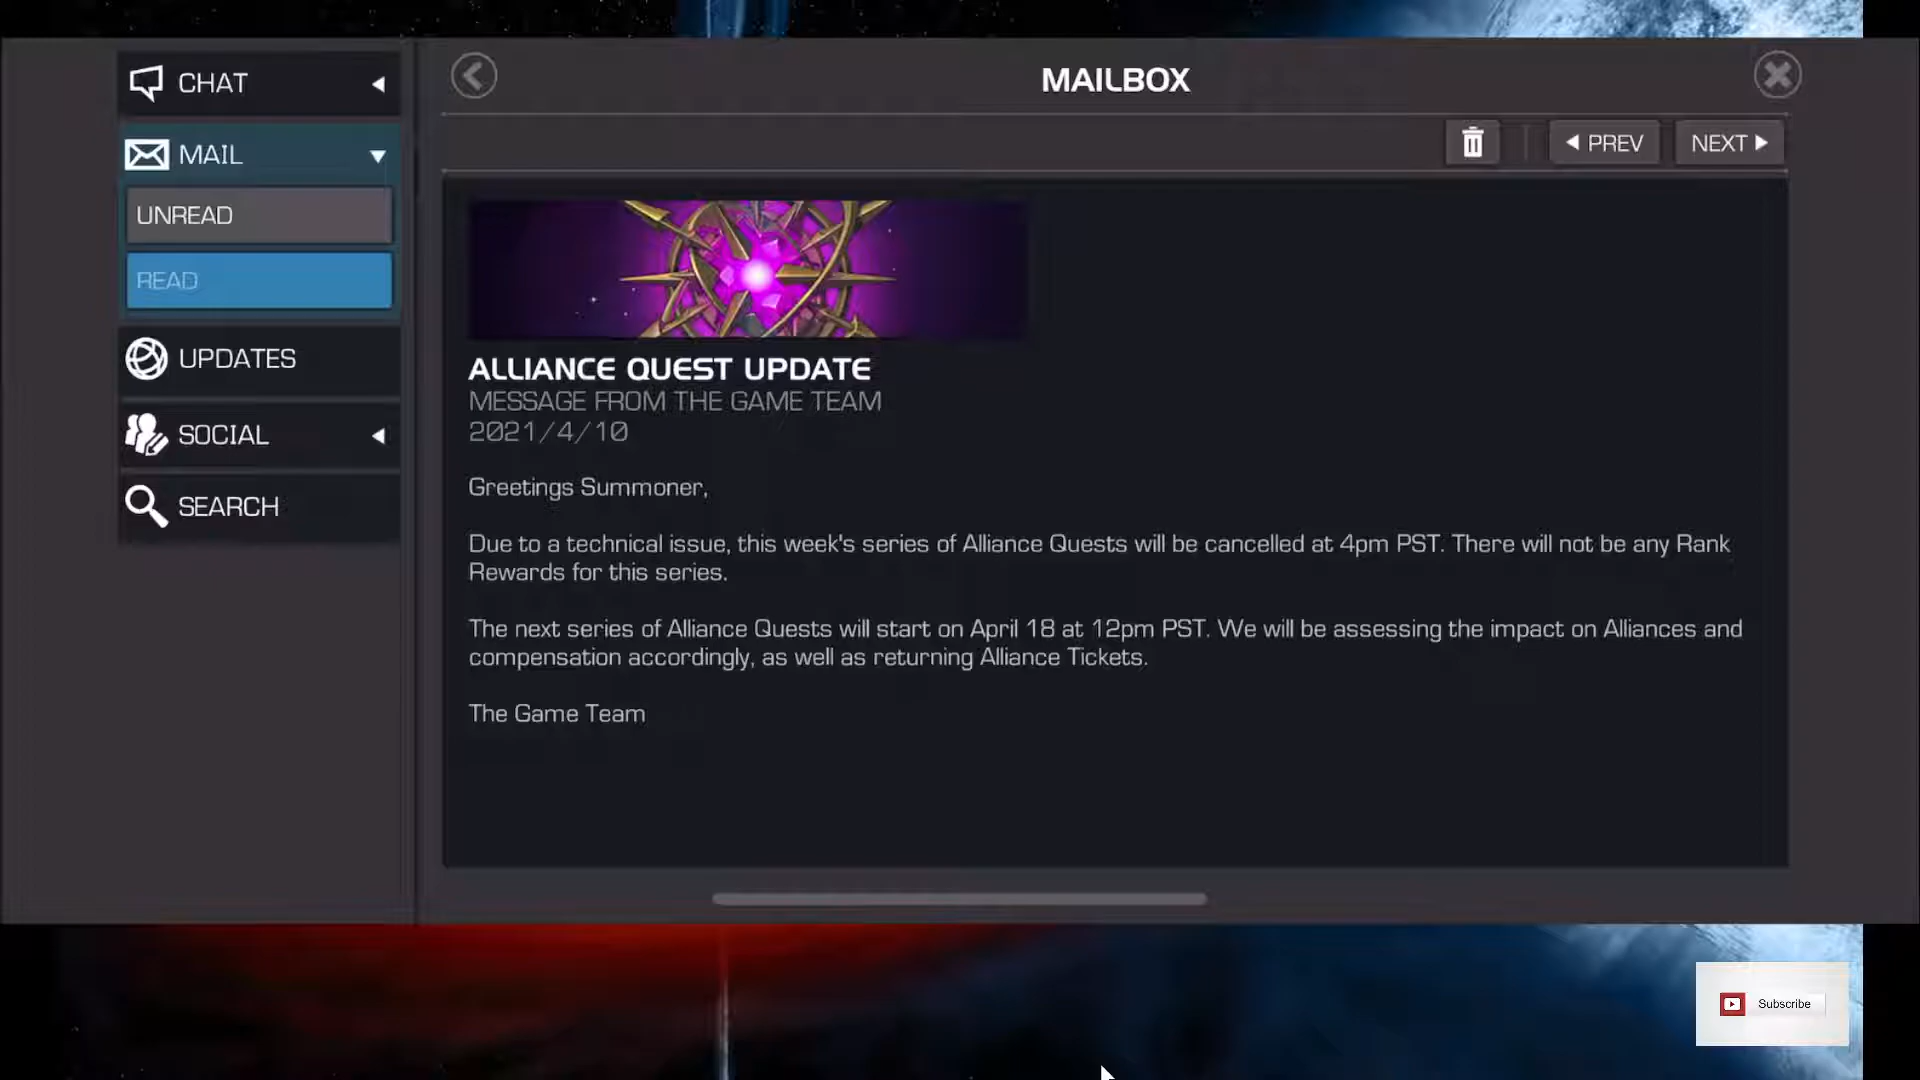 CHAT
MAIL
UNREAD
READ
UPDATES
SOCIAL
SEARCH
MAILBOX
PREV
NEXT
ALLIANCE QUEST UPDATE
MESSAGE FROM THE GAME TEAM
2021/4/10
Greetings Summoner,
Due to a technical issue, this week's series of Alliance Quests will be cancelled at 4pm PST. There will not be any Rank
Rewards for this series.
The next series of Alliance Quests will start on April 18 at 12pm PST. We will be assessing the impact on Alliances and
compensation accordingly, as well as returning Alliance Tickets.
The Game Team
Subscribe